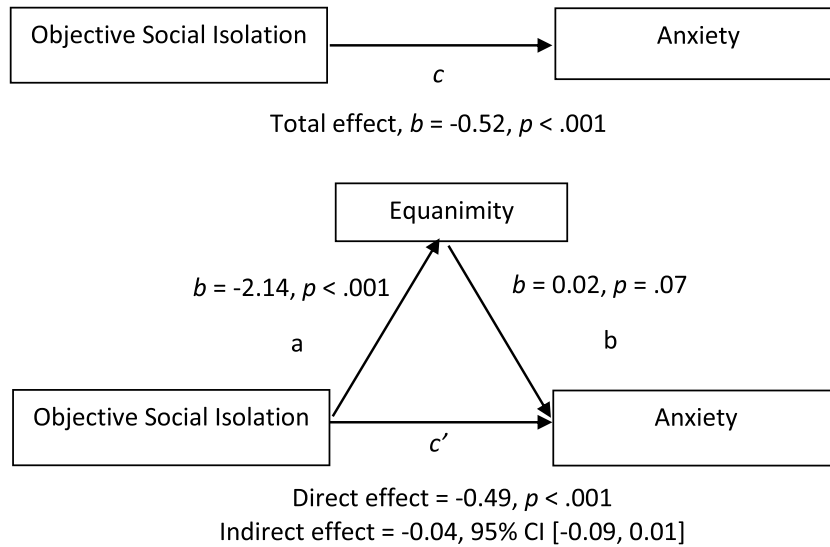 Objective Social Isolation
Anxiety
c
Total effect, b = -0.52, p < .001
Equanimity
b = -2.14, p < .001
b = 0.02, p = .07
a
b
Objective Social Isolation
Anxiety
c’
Direct effect = -0.49, p < .001
Indirect effect = -0.04, 95% CI [-0.09, 0.01]